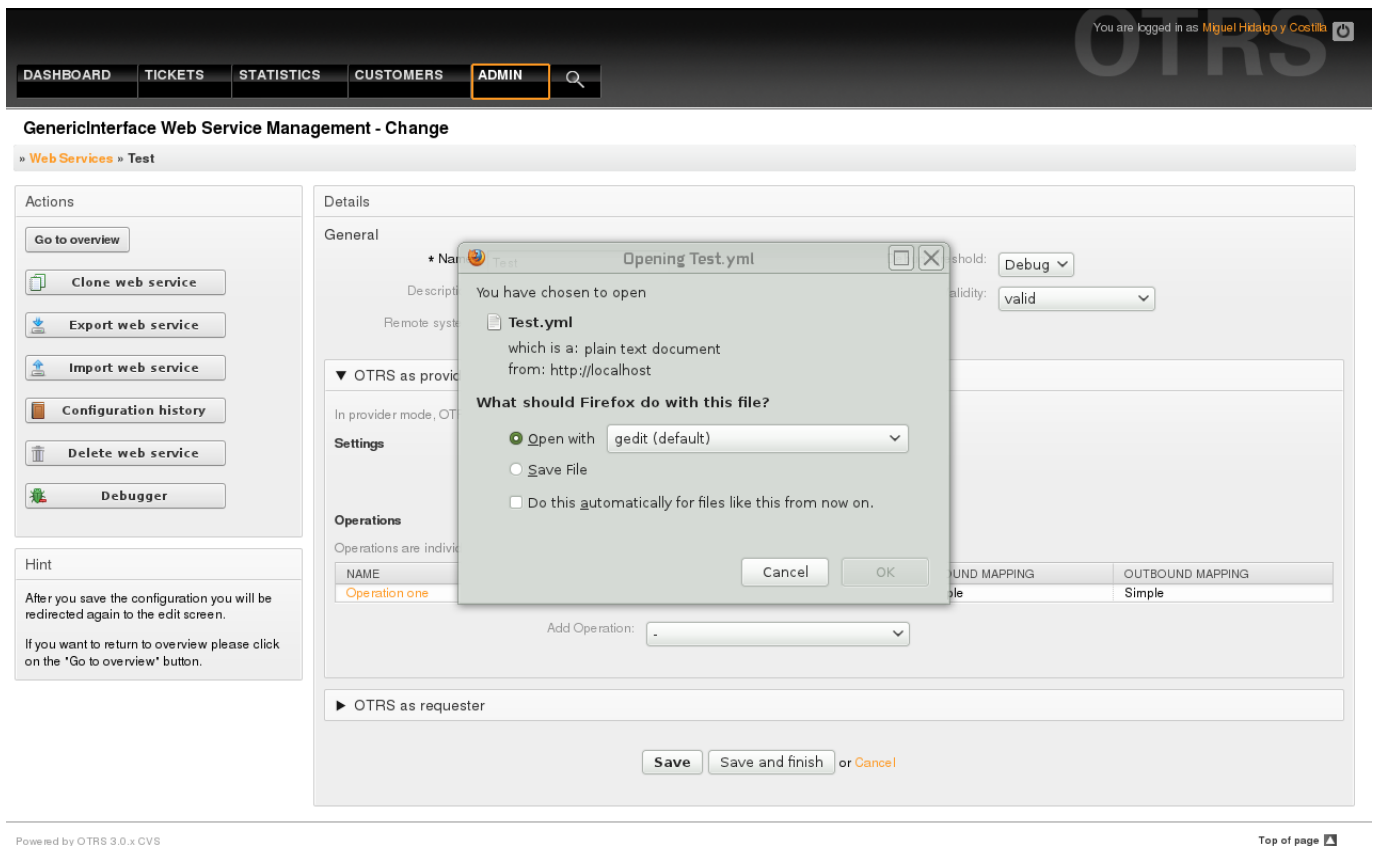 OTRS
You are logged in as Miguel Hidalgo y Costilla
DASHBOARD TICKETS STATISTICS CUSTOMERS ADMIN
GenericInterface Web Service Management - Change
» Web Services » Test
Actions
Go to overview
Clone web service
Export web service
Import web service
Configuration history
Delete web service
Debugger
Hint
After you save the configuration you will be
redirected again to the edit screen.
If you want to return to overview please click
on the "Go to overview" button.
Details
General
* Nam
Test
Descripti
Remote syste
shold:
Debug
alidity:
valid
Opening Test.yml
You have chosen to open
Test.yml
which is a: plain text document
from: http://localhost
What should Firefox do with this file?
Open with gedit (default)
Save File
Do this automatically for files like this from now on.
Cancel OK
▼ OTRS as provid
In provider mode, OT
Settings
Operations
Operations are individ
NAME
UND MAPPING OUTBOUND MAPPING
Operation one
ple Simple
Add Operation: -
► OTRS as requester
Save Save and finish or Cancel
Powered by OTRS 3.0.x CVS
Top of page